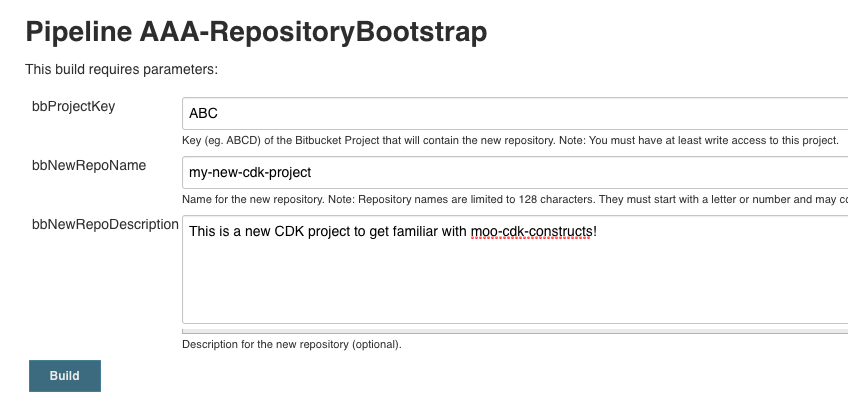 Pipeline AAA-RepositoryBootstrap
This build requires parameters:
bbProjectKey
ABC
Key (eg. ABCD) of the Bitbucket Project that will contain the new repository. Note: You must have at least write access to this project.
bbNewRepoName
my-new-cdk-project
Name for the new repository. Note: Repository names are limited to 128 characters. They must start with a letter or number and may
bbNewRepoDescription
This is a new CDK project to get familiar with moo-cdk-constructs!
Description for the new repository (optional).
Build